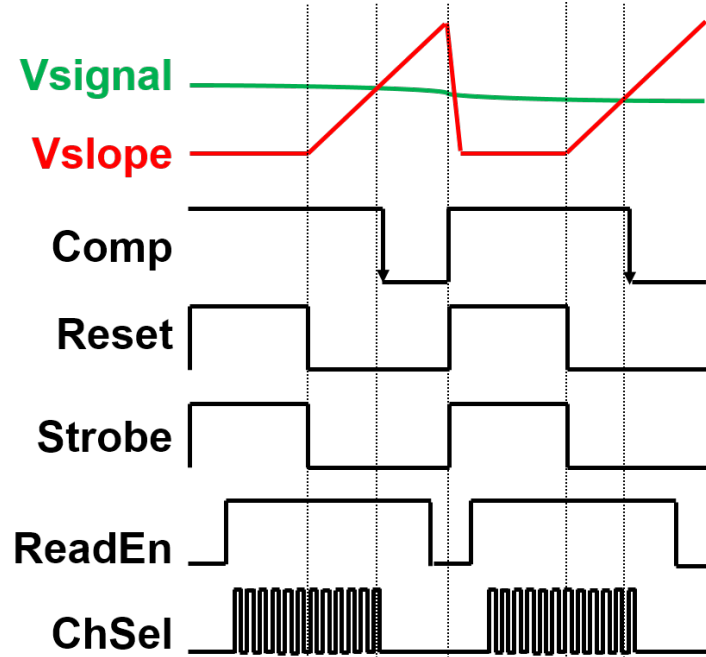 Vsignal
Vslope
Comp
Reset
Strobe
ReadEn
ChSel